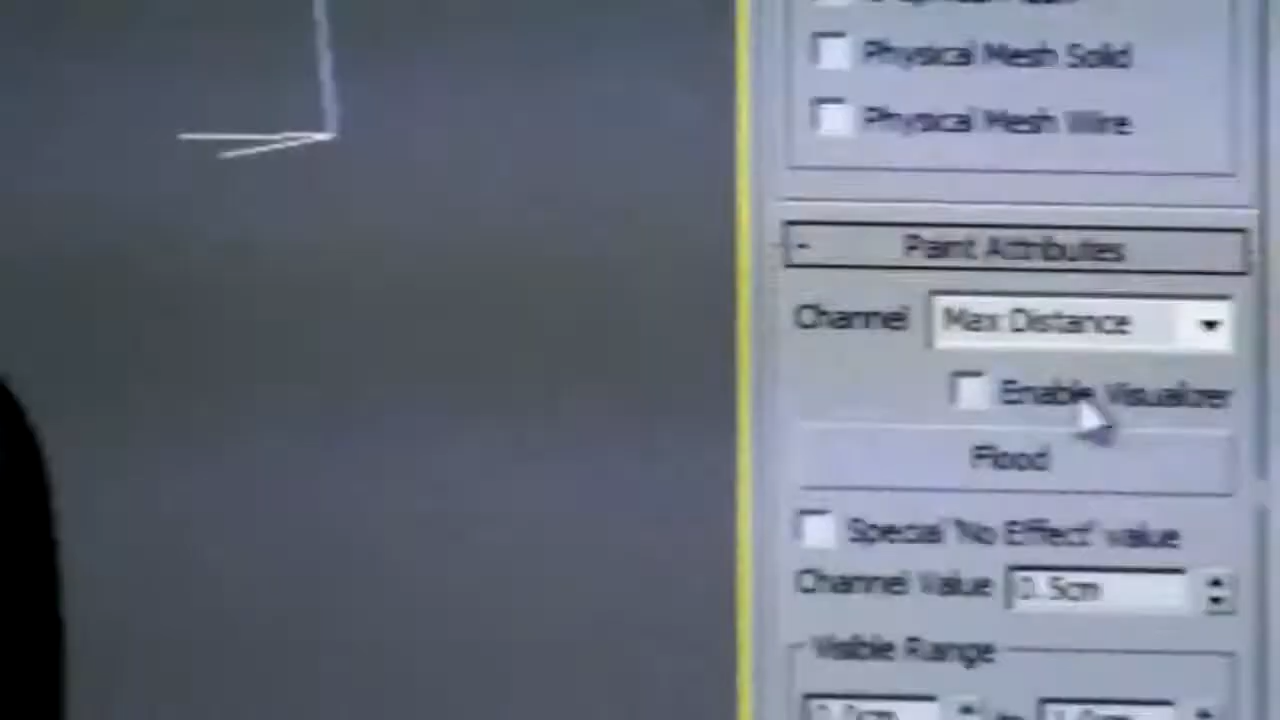 Physical Mesh Solid
Physical Mesh Wire
- Paint Attributes
Channel Max Distance
Enable Visualizer
Flood
Special 'No Effect' value
Channel Value 0.5cm
Visible Range